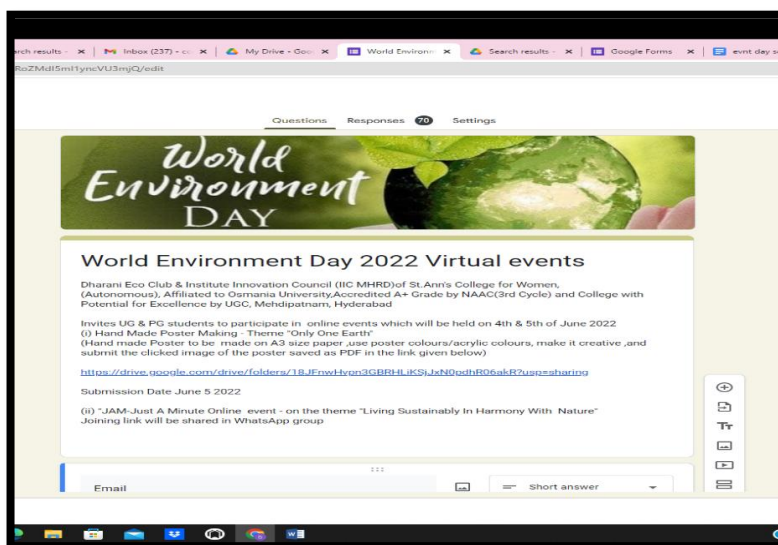 arch results -
Inbox (237) - cc
My Drive - Goo
World Environm
Search results -
Google Forms
evnt day s
RoZMdI5mI1yncVU3mjQ/edit
Questions Responses 70 Settings
World
Environment
DAY
World Environment Day 2022 Virtual events
Dharani Eco Club & Institute Innovation Council (IIC MHRD)of St.Ann's College for Women,
(Autonomous), Affiliated to Osmania University,Accredited A+ Grade by NAAC(3rd Cycle) and College with
Potential for Excellence by UGC, Mehdipatnam, Hyderabad
Invites UG & PG students to participate in online events which will be held on 4th & 5th of June 2022
(i) Hand Made Poster Making - Theme "Only One Earth"
(Hand made Poster to be made on A3 size paper ,use poster colours/acrylic colours, make it creative ,and
submit the clicked image of the poster saved as PDF in the link given below)
https://drive.google.com/drive/folders/18JFnwHvpn3GBRHLiKSjJxN0pdhR06akR?usp=sharing
Submission Date June 5 2022
(ii) "JAM-Just A Minute Online event - on the theme "Living Sustainably In Harmony With Nature"
Joining link will be shared in WhatsApp group
Email
Short answer
Tт